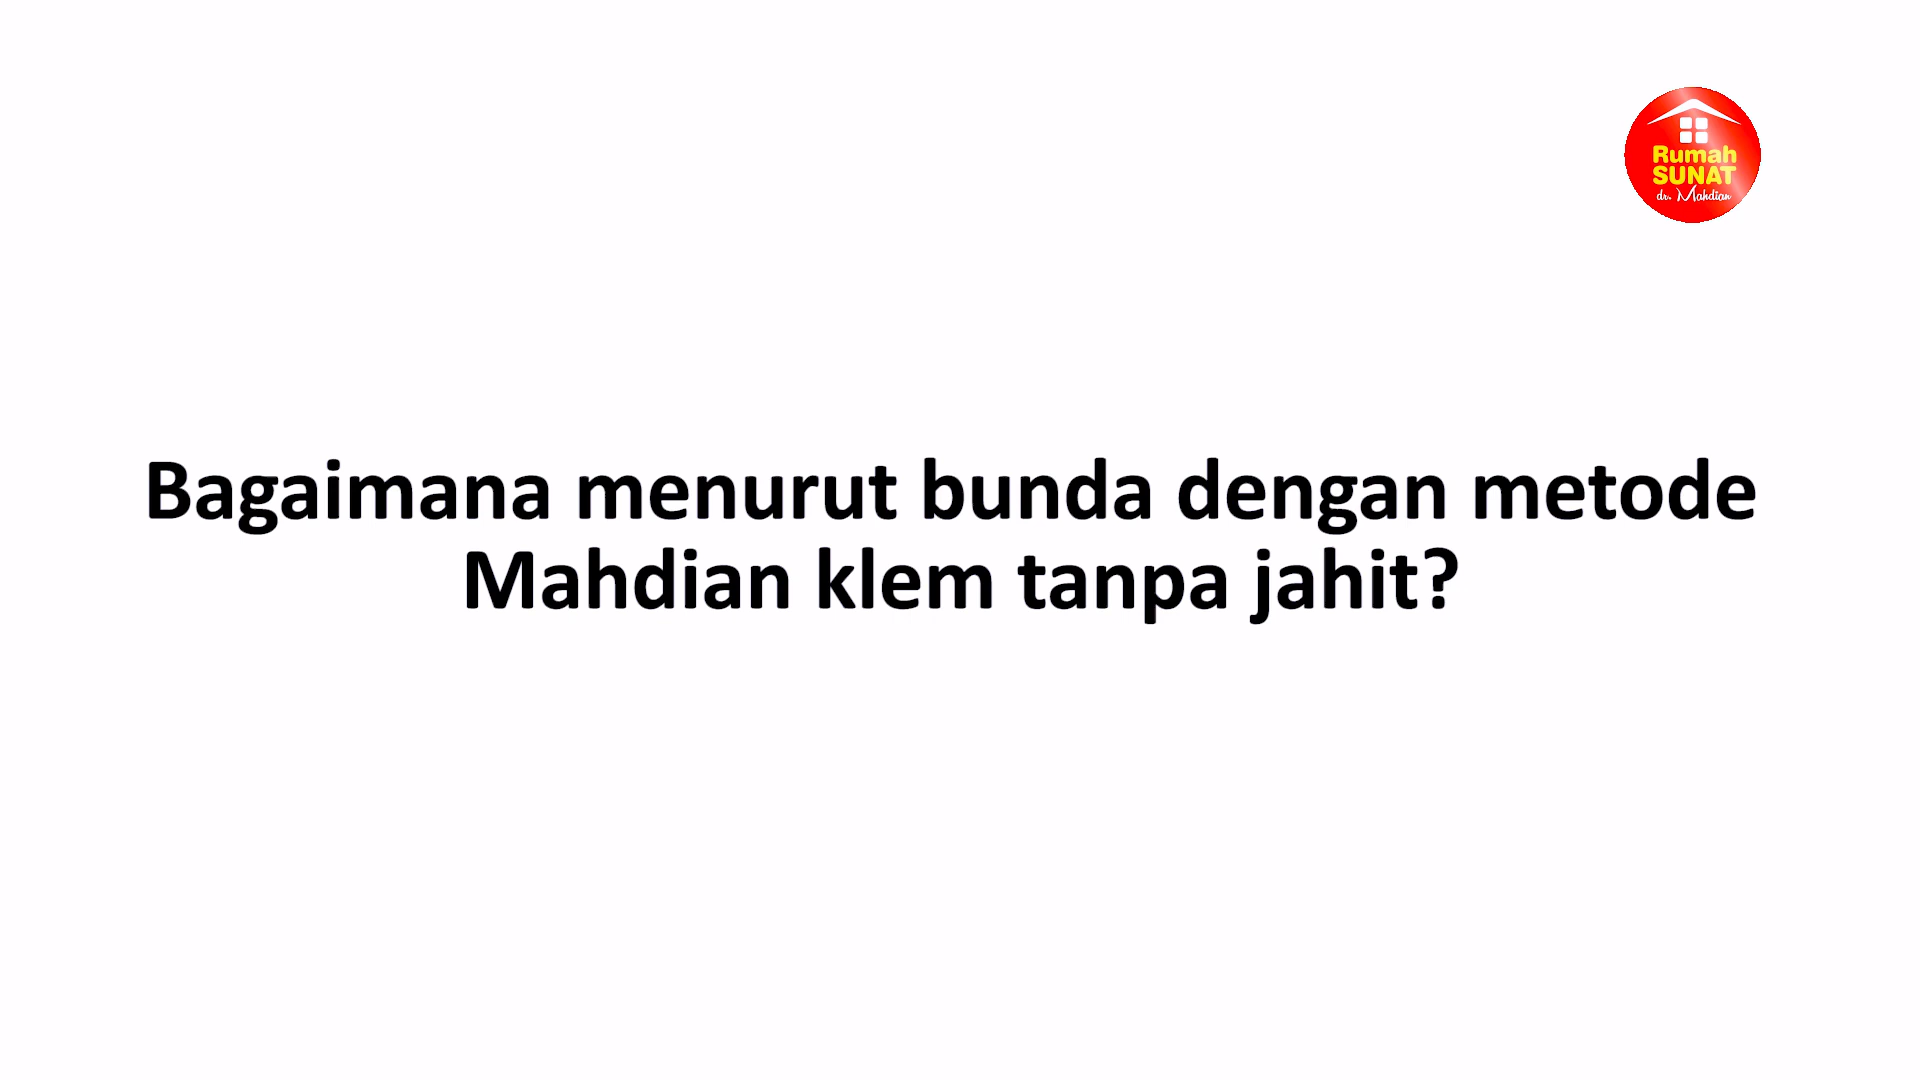 Rumah
SUNAT
dr. Mahdian
Bagaimana menurut bunda dengan metode
Mahdian klem tanpa jahit?